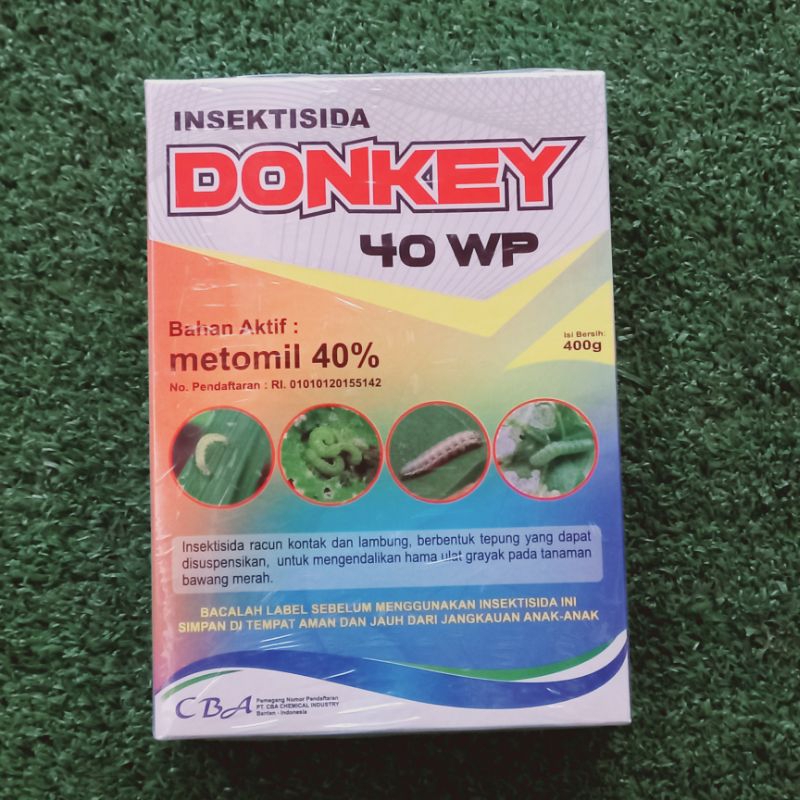 INSEKTISIDA
DONKEY
40 WP
Bahan Aktif :
metomil 40%
No. Pendaftaran : RI. 01010120155142
Isi Bersih:
400g
Insektisida racun kontak dan lambung, berbentuk tepung yang dapat
disuspensikan, untuk mengendalikan hama ulat grayak pada tanaman
bawang merah.
BACALAH LABEL SEBELUM MENGGUNAKAN INSEKTISIDA INI
SIMPAN DI TEMPAT AMAN DAN JAUH DARI JANGKAUAN ANAK-ANAK
CBA
Pemegang Nomor Pendaftaran
PT. CBA CHEMICAL INDUSTRY
Banten - Indonesia